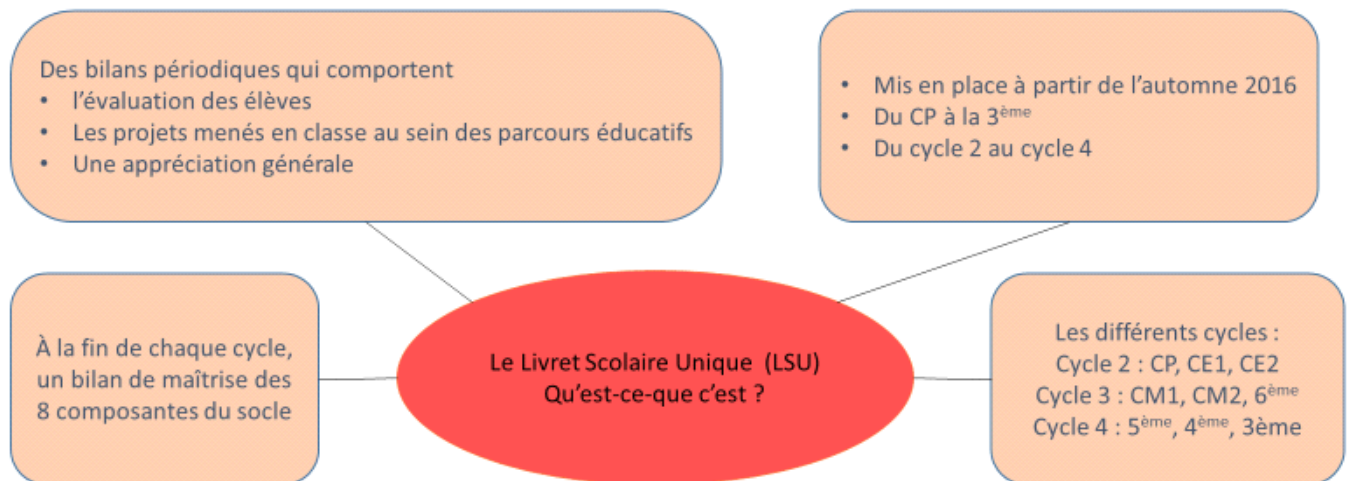 Des bilans périodiques qui comportent
• l'évaluation des élèves
• Les projets menés en classe au sein des parcours éducatifs
• Une appréciation générale
• Mis en place à partir de l'automne 2016
• Du CP à la 3ème
• Du cycle 2 au cycle 4
À la fin de chaque cycle,
un bilan de maîtrise des
8 composantes du socle
Le Livret Scolaire Unique (LSU)
Qu'est-ce-que c'est ?
Les différents cycles :
Cycle 2 : CP, CE1, CE2
Cycle 3 : CM1, CM2, 6ème
Cycle 4 : 5ème, 4ème, 3ème